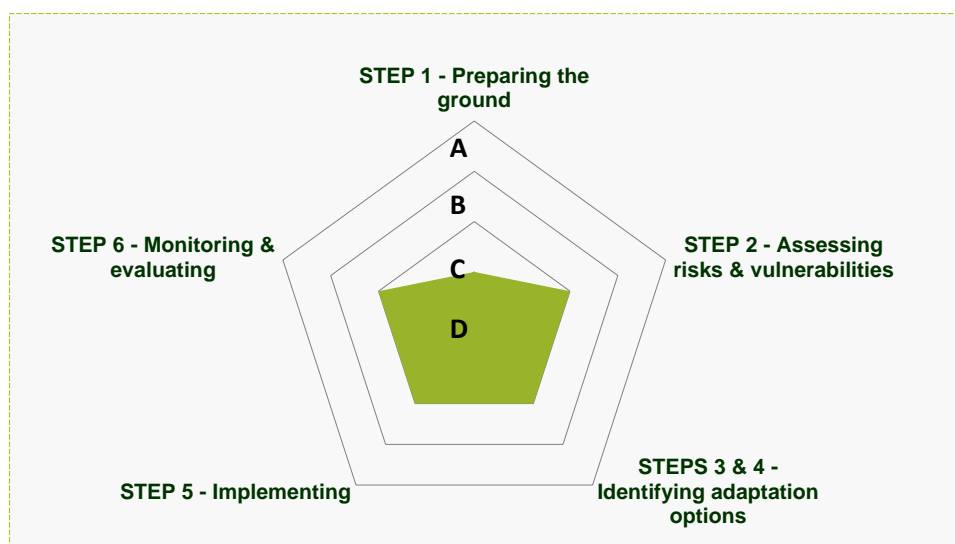 STEP 1 - Preparing the
ground
A
B
STEP 6 - Monitoring &
evaluating
STEP 2 - Assessing
risks & vulnerabilities
C
D
STEPS 3 & 4 -
Identifying adaptation
options
STEP 5 - Implementing